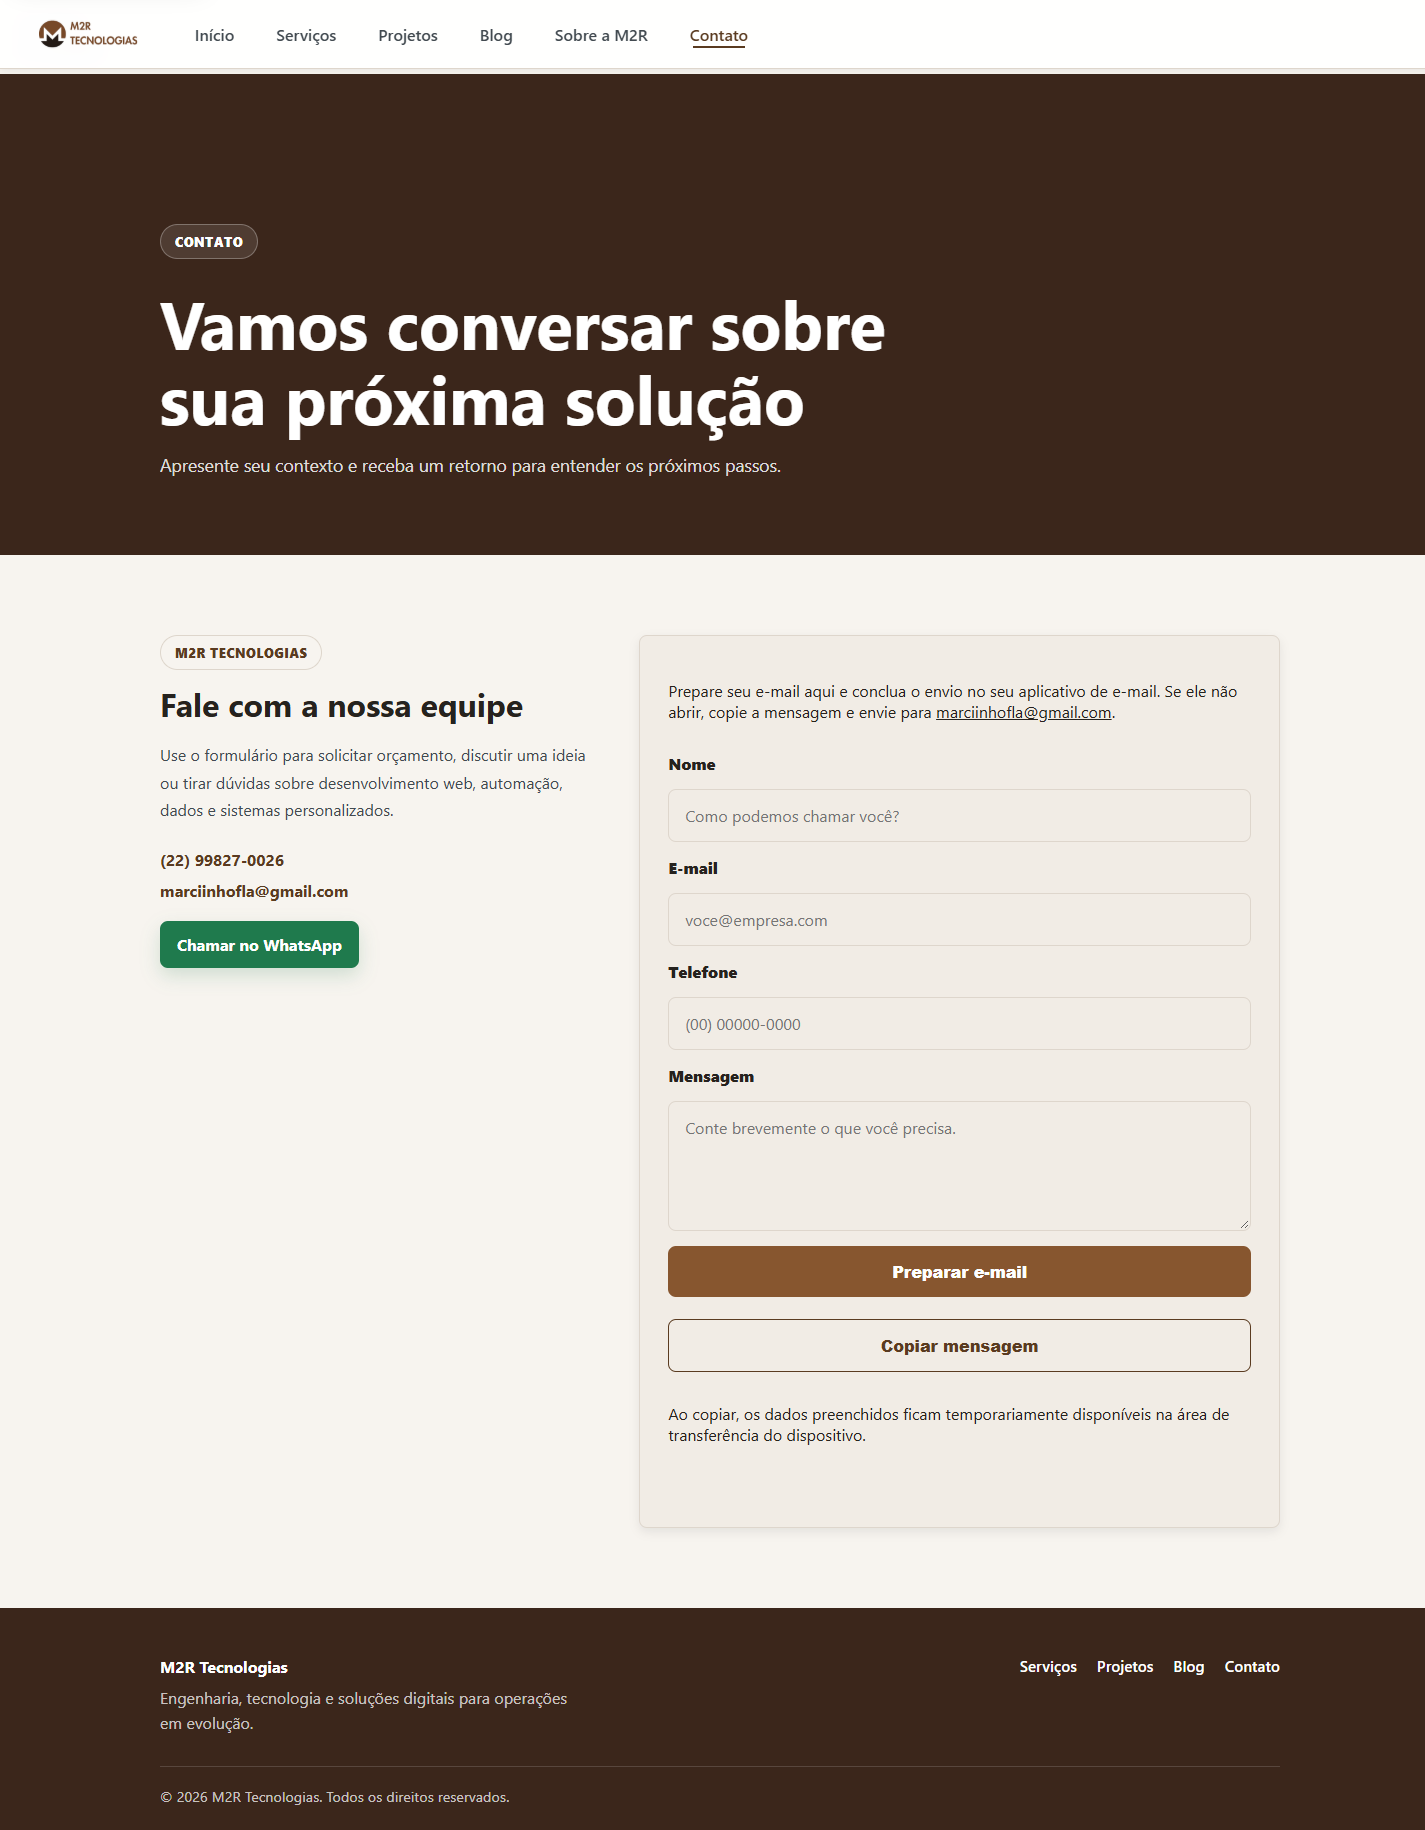 M2R
TECNOLOGIAS
Início
Serviços
Projetos
Blog
Sobre a M2R
Contato
CONTATO
Vamos conversar sobre
sua próxima solução
Apresente seu contexto e receba um retorno para entender os próximos passos.
M2R TECNOLOGIAS
Fale com a nossa equipe
Use o formulário para solicitar orçamento, discutir uma ideia
ou tirar dúvidas sobre desenvolvimento web, automação,
dados e sistemas personalizados.
(22) 99827-0026
marciinhofla@gmail.com
Chamar no WhatsApp
Prepare seu e-mail aqui e conclua o envio no seu aplicativo de e-mail. Se ele não
abrir, copie a mensagem e envie para marciinhofla@gmail.com.
Nome
Como podemos chamar você?
E-mail
voce@empresa.com
Telefone
(00) 00000-0000
Mensagem
Conte brevemente o que você precisa.
Preparar e-mail
Copiar mensagem
Ao copiar, os dados preenchidos ficam temporariamente disponíveis na área de
transferência do dispositivo.
M2R Tecnologias
Engenharia, tecnologia e soluções digitais para operações
em evolução.
Serviços
Projetos
Blog
Contato
© 2026 M2R Tecnologias. Todos os direitos reservados.